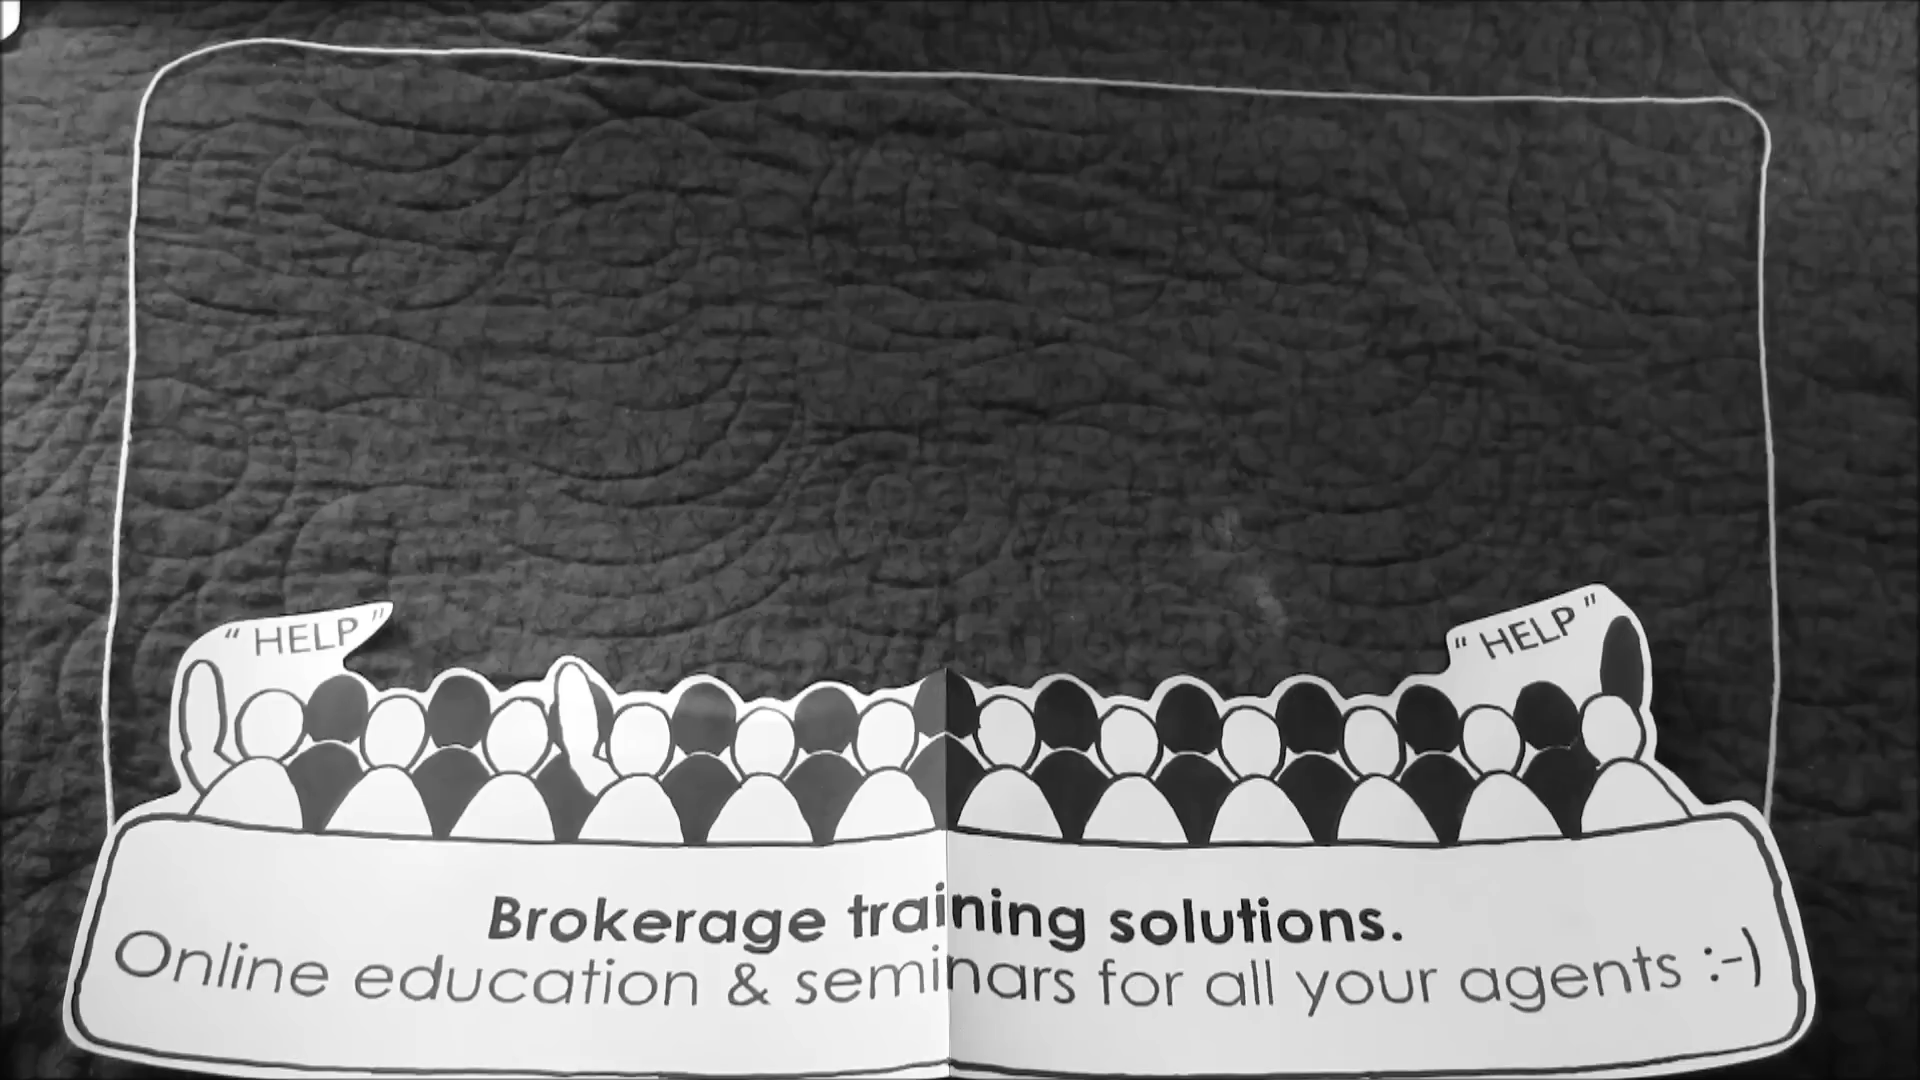 “ HELP ”
“ HELP ”
Brokerage training solutions.
Online education & seminars for all your agents :-)